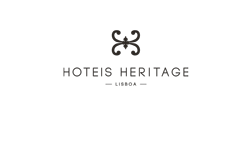 HOTEIS HERITAGE
— LISBOA —